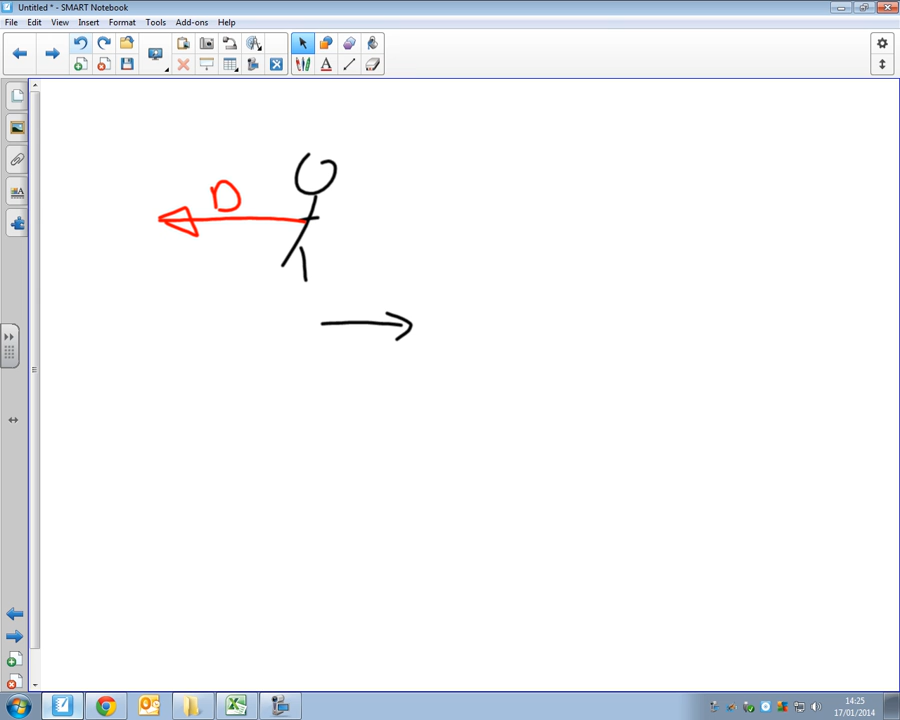 Untitled * - SMART Notebook
File Edit View Insert Format Tools Add-ons Help
D
14:25
17/01/2014